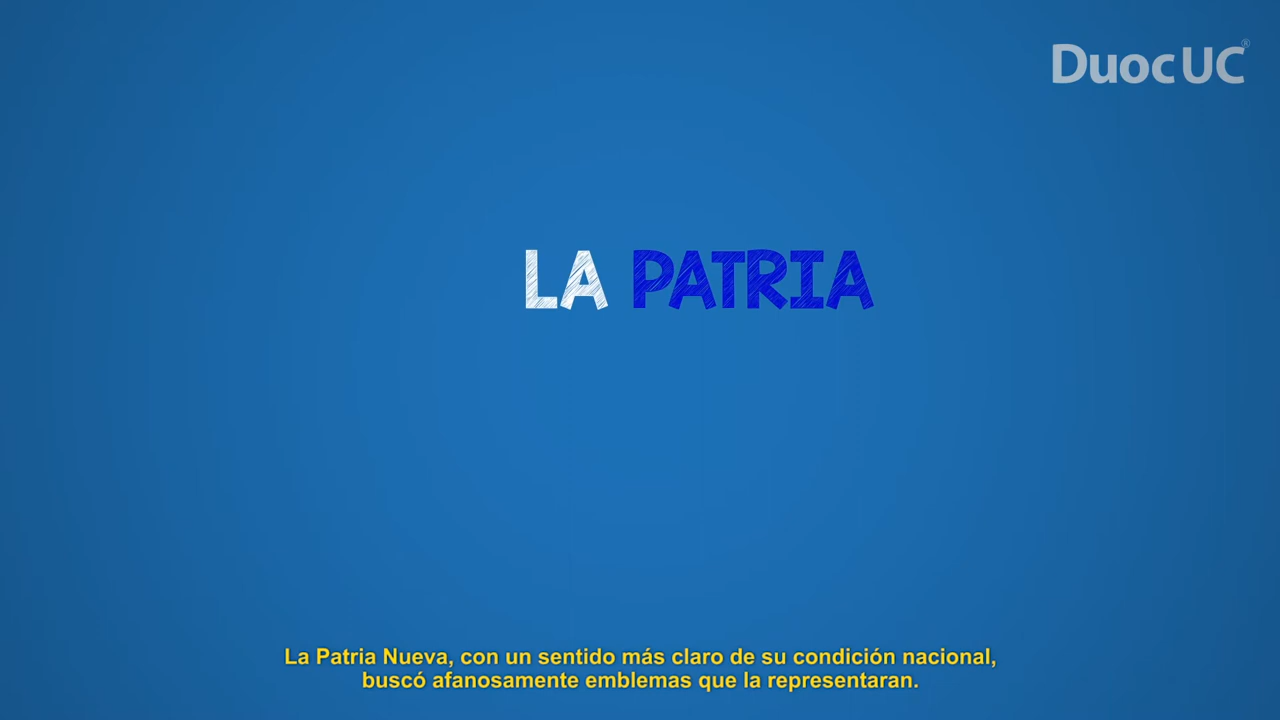 DuocUC®
LA PATRIA
La Patria Nueva, con un sentido más claro de su condición nacional,
buscó afanosamente emblemas que la representaran.